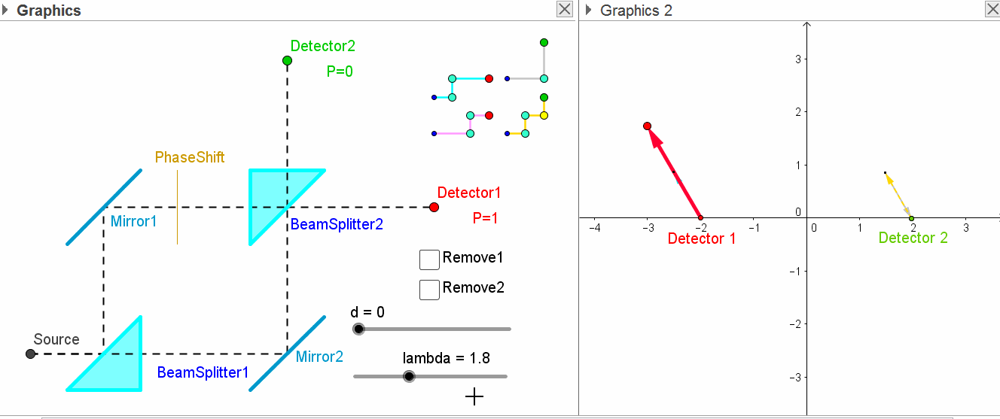 Graphics
Graphics 2
Detector2
P=0
PhaseShift
Mirror1
Detector1
BeamSplitter2
P=1
Remove1
Remove2
d = 0
Source
lambda = 1.8
Mirror2
BeamSplitter1
3
2
1
0
-4
-3
-2
-1
0
1
2
3
Detector 1
Detector 2
-1
-2
-3